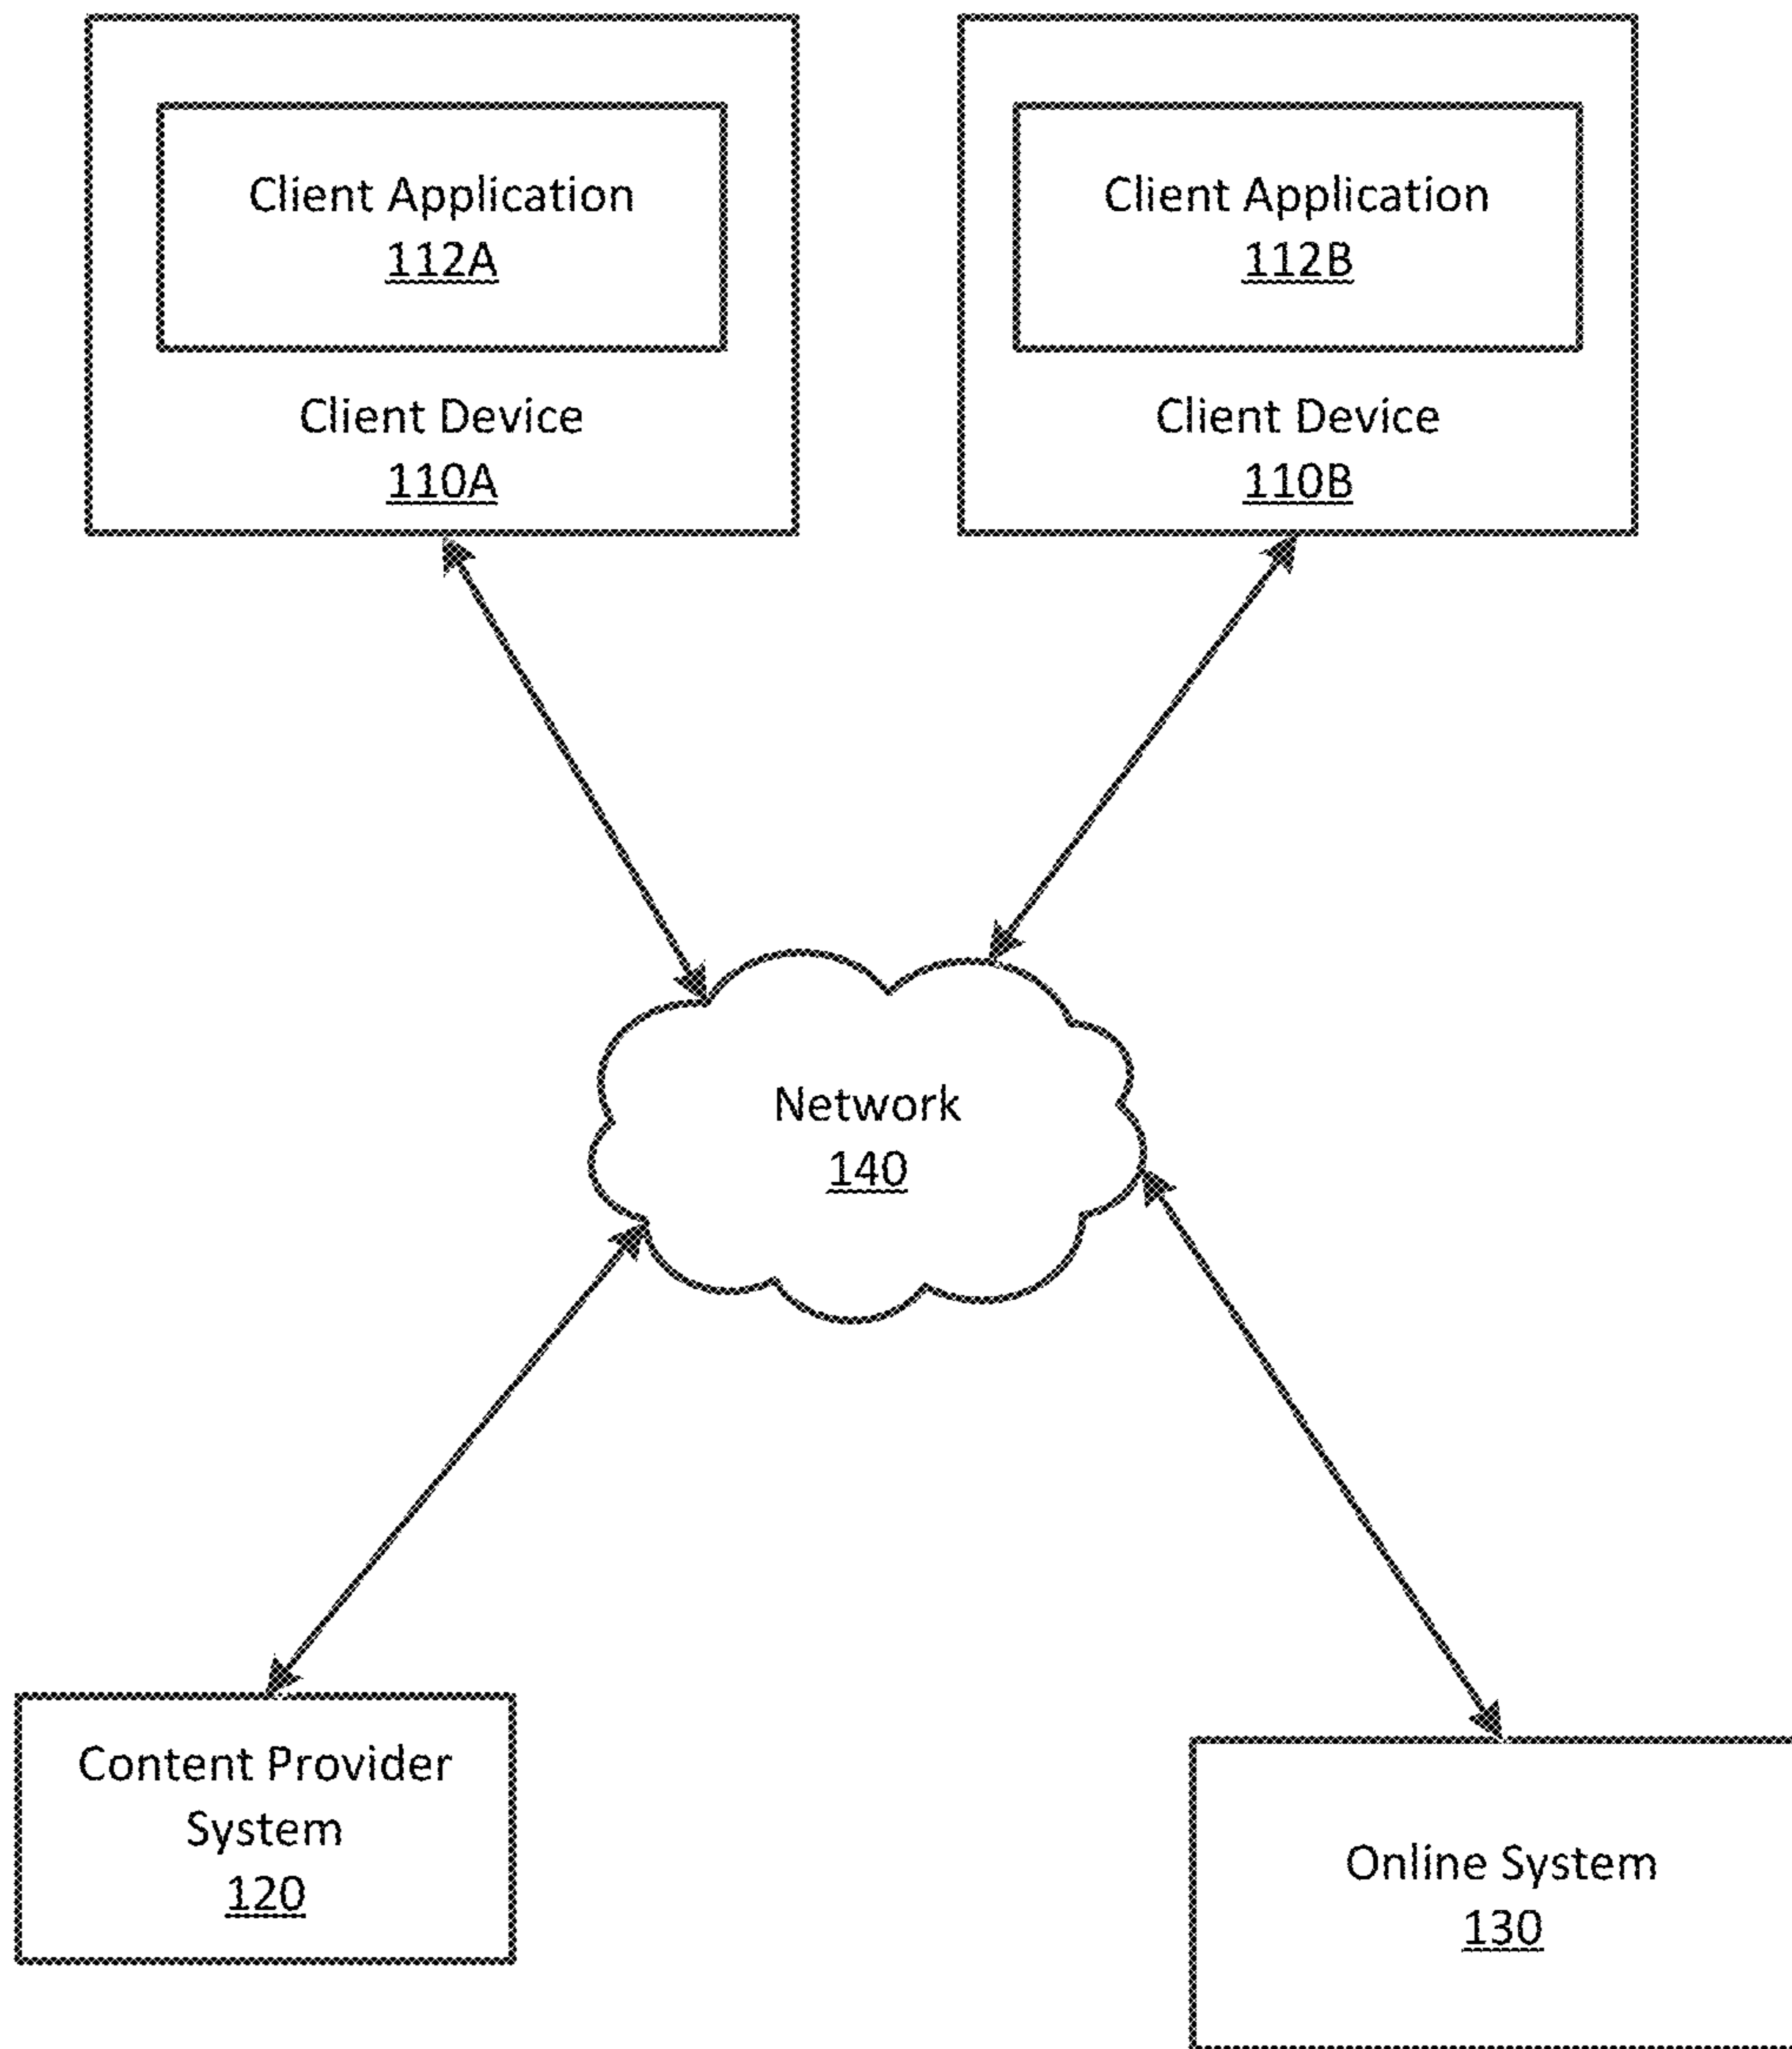 Client Application
112A
Client Device
110A
Client Application
112B
Client Device
110B
Network
140
Content Provider
System
120
Online System
130